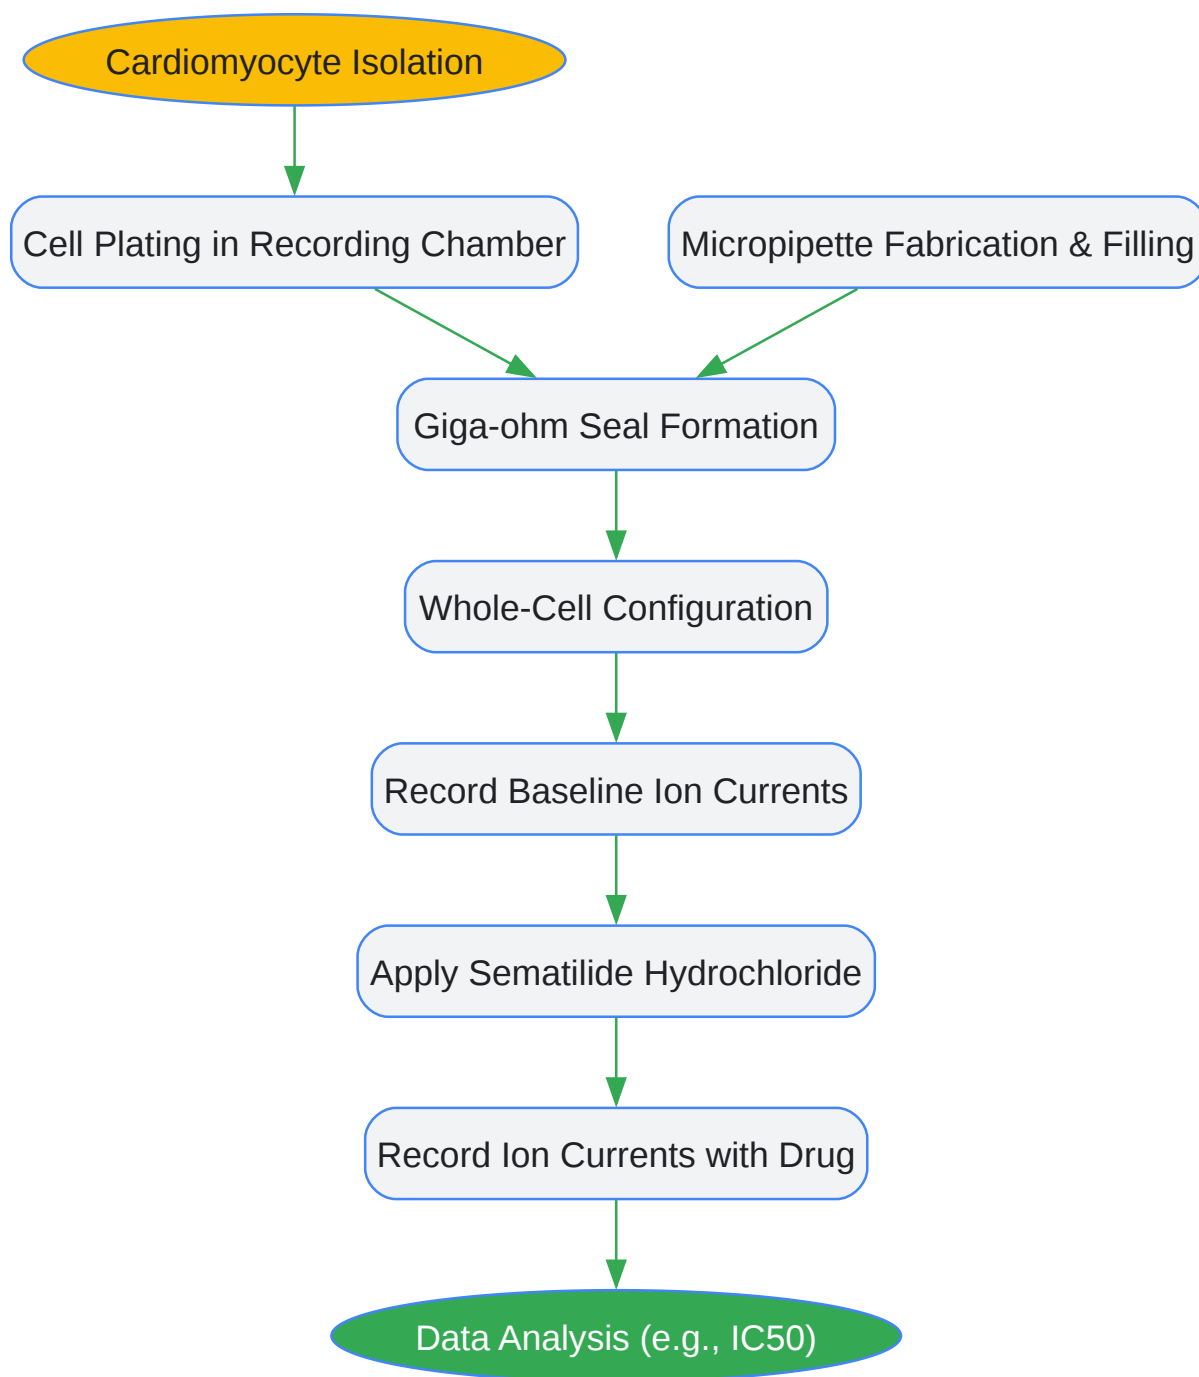 Cardiomyocyte Isolation
Cell Plating in Recording Chamber
Micropipette Fabrication & Filling
Giga-ohm Seal Formation
Whole-Cell Configuration
Record Baseline Ion Currents
Apply Sematilide Hydrochloride
Record Ion Currents with Drug
Data Analysis (e.g., IC50)